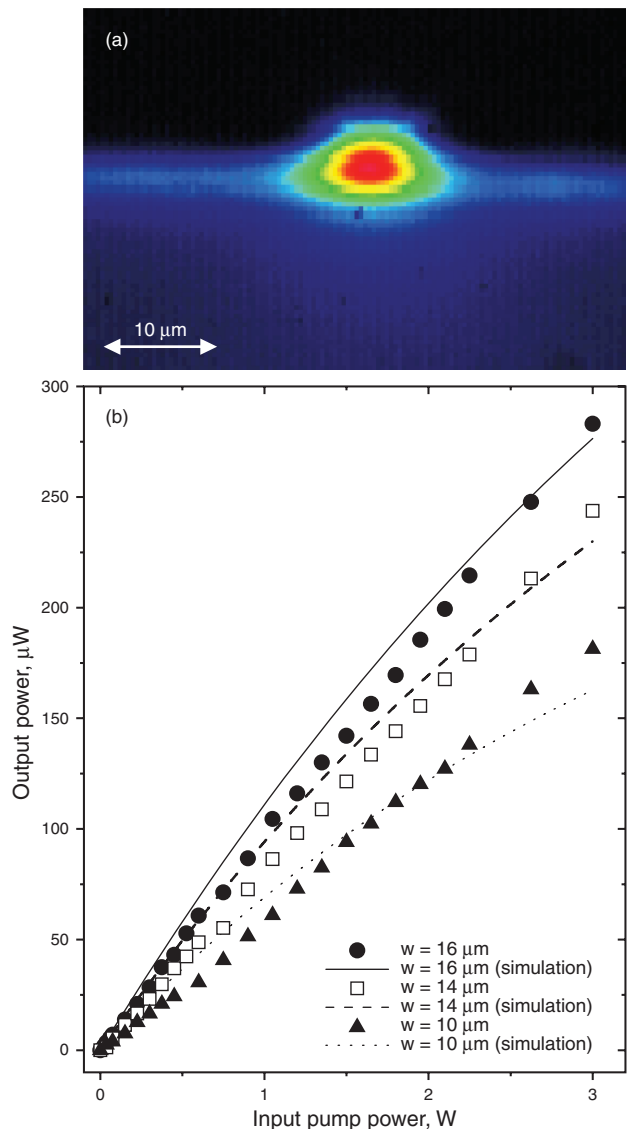 (a)
10 μm
(b)
300
250
200
150
100
50
0
Output power, μW
w = 16 μm
w = 16 μm (simulation)
w = 14 μm
w = 14 μm (simulation)
w = 10 μm
w = 10 μm (simulation)
0 1 2 3
Input pump power, W